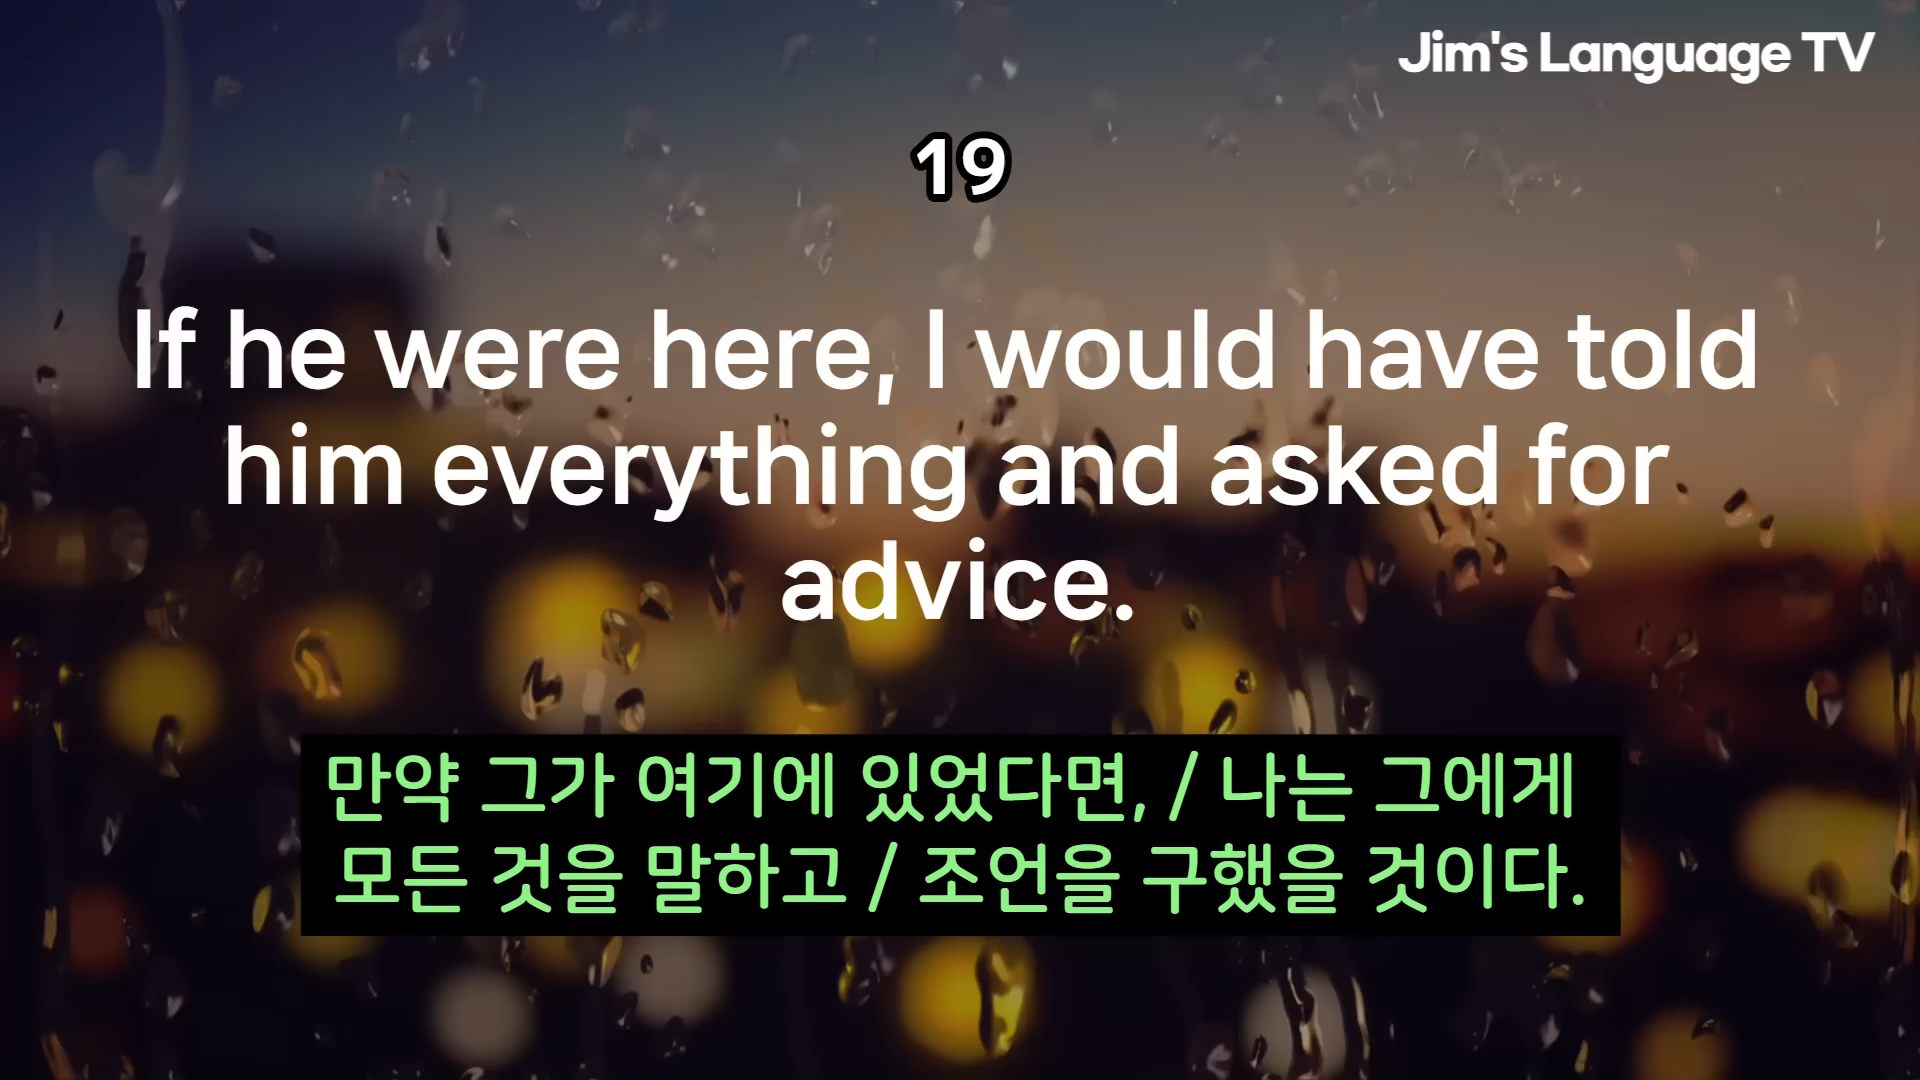 Jim's Language TV
19
If he were here, I would have told
him everything and asked for
advice.
만약 그가 여기에 있었다면, / 나는 그에게
모든 것을 말하고 / 조언을 구했을 것이다.